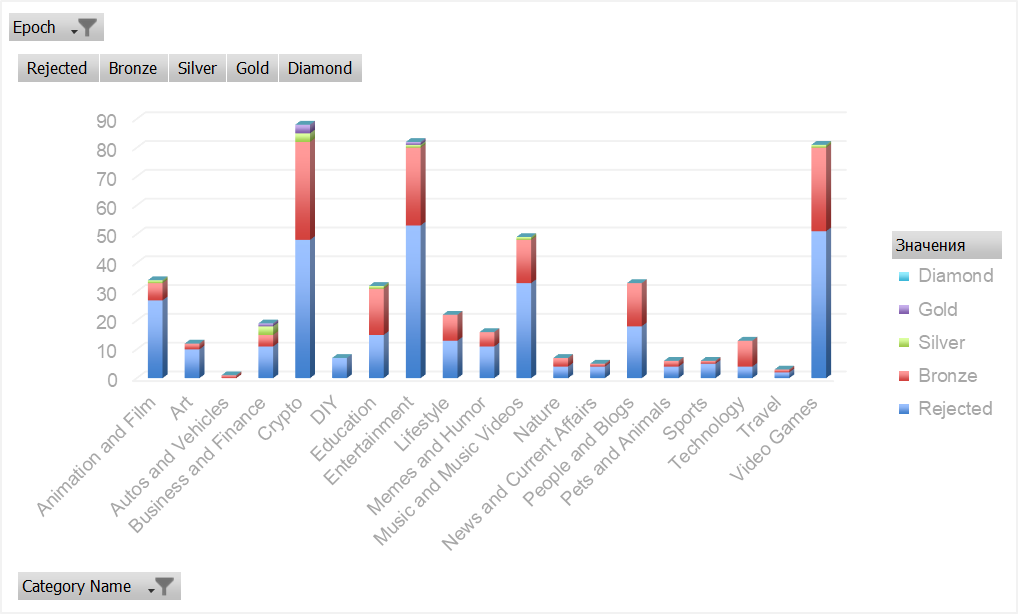 Epoch
Rejected Bronze Silver Gold Diamond
90
80
70
60
50
40
30
20
10
0
Animation and Film
Art
Autos and Vehicles
Business and Finance
Crypto
DIY
Education
Entertainment
Lifestyle
Memes and Humor
Music and Music Videos
Nature
News and Current Affairs
People and Blogs
Pets and Animals
Sports
Technology
Travel
Video Games
Значения
Diamond
Gold
Silver
Bronze
Rejected
Category Name